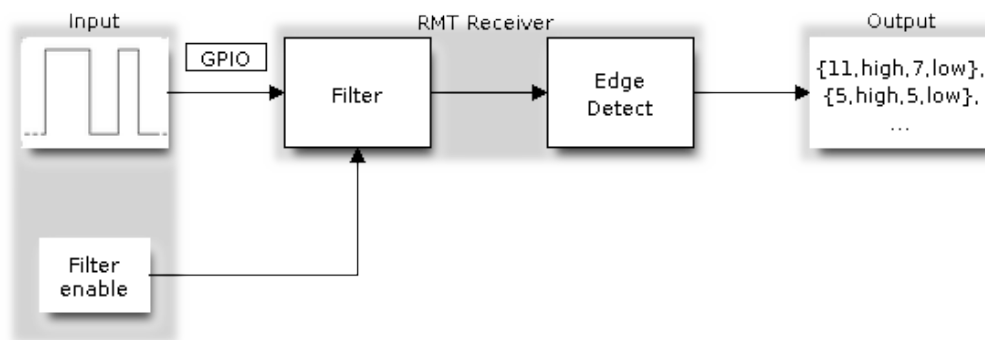 Input
RMT Receiver
Output
GPIO
Filter
Edge
Detect
{11,high,7,low},
{5,high,5,low},
...
Filter
enable